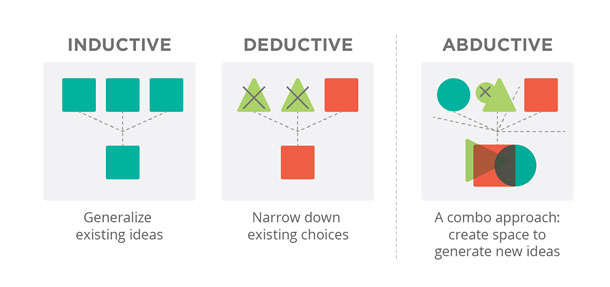 INDUCTIVE
Generalize
existing ideas
DEDUCTIVE
Narrow down
existing choices
ABDUCTIVE
A combo approach:
create space to
generate new ideas